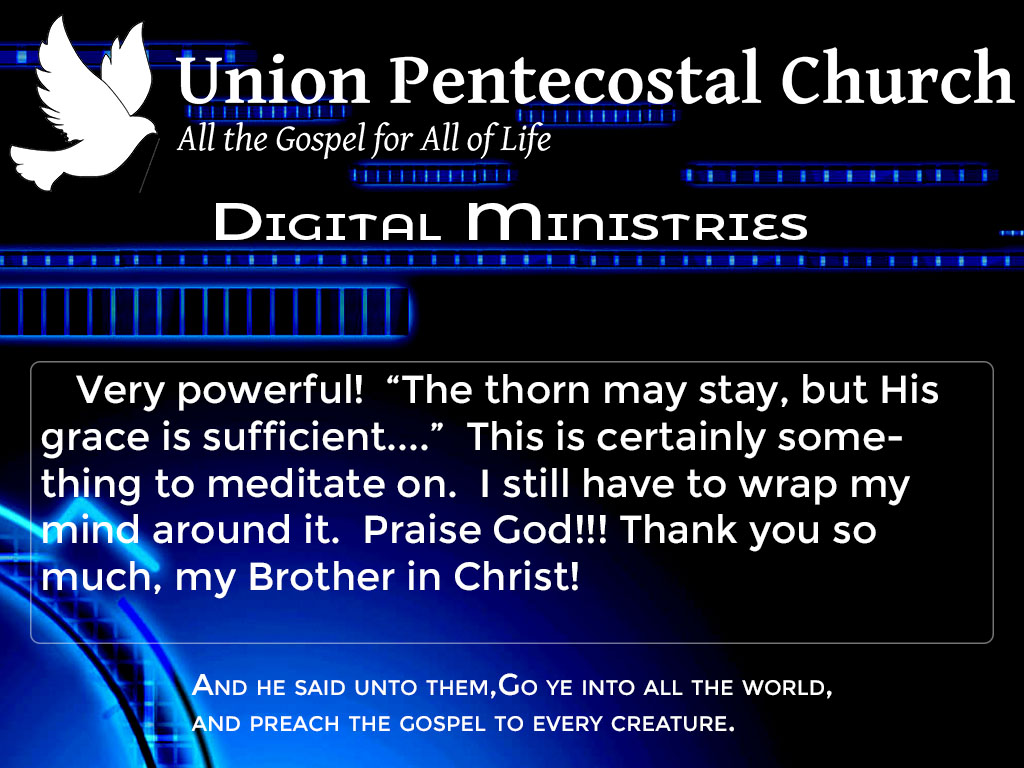 Union Pentecostal Church
All the Gospel for All of Life
Digital Ministries
Very powerful!  “The thorn may stay, but His
grace is sufficient....”  This is certainly some-
thing to meditate on.  I still have to wrap my
mind around it.  Praise God!!! Thank you so
much, my Brother in Christ!
And he said unto them,Go ye into all the world,
and preach the gospel to every creature.